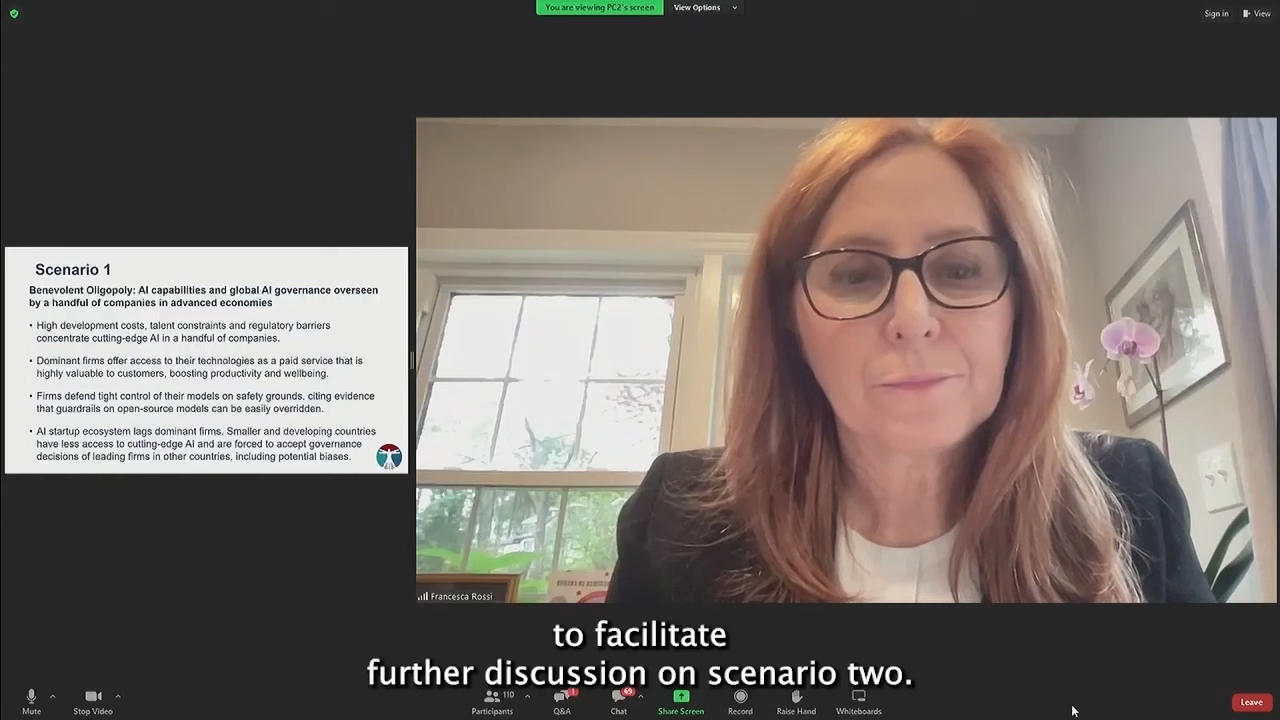 You are viewing PC2's screen
View Options
Sign in
View
Scenario 1
Benevolent Oligopoly: AI capabilities and global AI governance overseen
by a handful of companies in advanced economies
• High development costs, talent constraints and regulatory barriers
concentrate cutting-edge AI in a handful of companies.
• Dominant firms offer access to their technologies as a paid service that is
highly valuable to customers, boosting productivity and wellbeing.
• Firms defend tight control of their models on safety grounds, citing evidence
that guardrails on open-source models can be easily overridden.
• AI startup ecosystem lags dominant firms. Smaller and developing countries
have less access to cutting-edge AI and are forced to accept governance
decisions of leading firms in other countries, including potential biases.
Francesca Rossi
to facilitate
further discussion on scenario two.
Mute
Stop Video
110
Participants
1
Q&A
65
Chat
Share Screen
Record
Raise Hand
Whiteboards
Leave